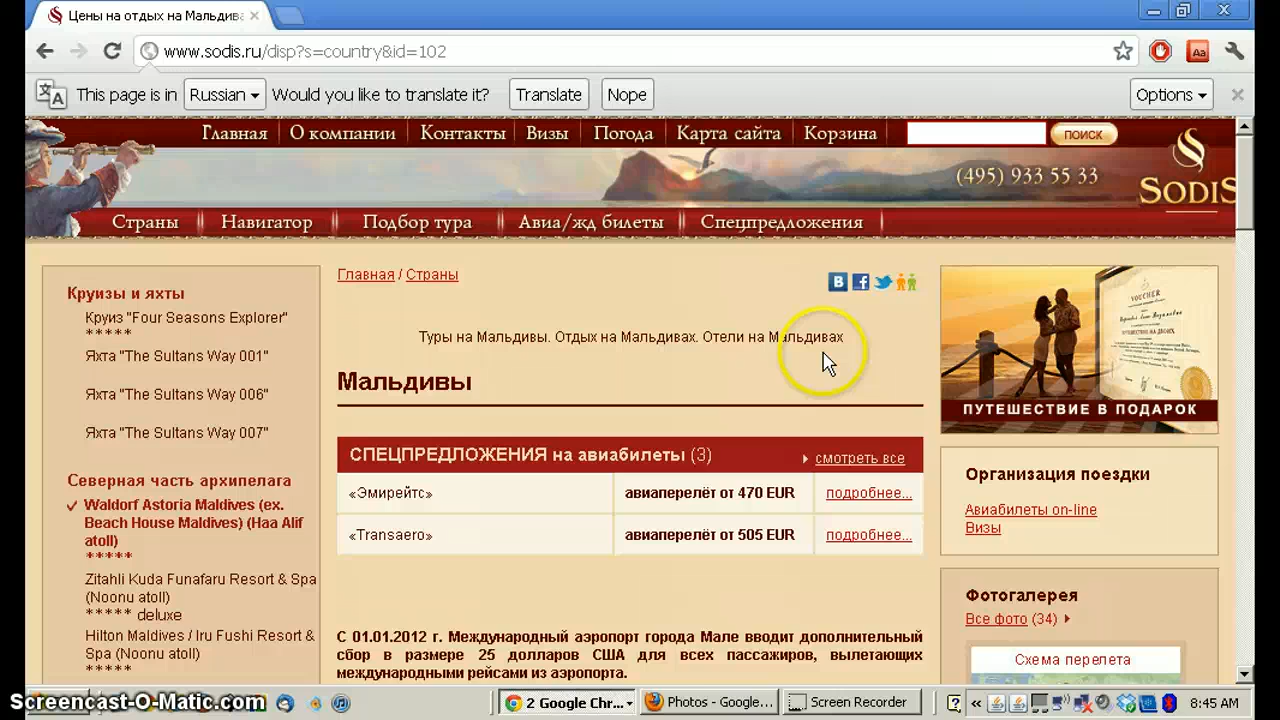 Цены на отдых на Мальдива
www.sodis.ru/disp?s=country&id=102
This page is in Russian Would you like to translate it? Translate Nope Options
Главная О компании Контакты Визы Погода Карта сайта Корзина ПОИСК
(495) 933 55 33
SODIS
Страны Навигатор Подбор тура Авиа/жд билеты Спецпредложения
Круизы и яхты
Круиз "Four Seasons Explorer"
*****
Яхта "The Sultans Way 001"
Яхта "The Sultans Way 006"
Яхта "The Sultans Way 007"
Северная часть архипелага
Waldorf Astoria Maldives (ex.
Beach House Maldives) (Haa Alif
atoll)
*****
Zitahli Kuda Funafaru Resort & Spa
(Noonu atoll)
***** deluxe
Hilton Maldives / Iru Fushi Resort &
Spa (Noonu atoll)
*****
Главная / Страны
Туры на Мальдивы. Отдых на Мальдивах. Отели на Мальдивах
Мальдивы
СПЕЦПРЕДЛОЖЕНИЯ на авиабилеты (3) смотреть все
«Эмирейтс» авиаперелёт от 470 EUR подробнее...
«Transaero» авиаперелёт от 505 EUR подробнее...
С 01.01.2012 г. Международный аэропорт города Мале вводит дополнительный
сбор в размере 25 долларов США для всех пассажиров, вылетающих
международными рейсами из аэропорта.
VOUCHER
ПУТЕШЕСТВИЕ В ПОДАРОК
Организация поездки
Авиабилеты on-line
Визы
Фотогалерея
Все фото (34)
Схема перелета
Screencast-O-Matic.com
2 Google Chr... Photos - Google... Screen Recorder 8:45 AM